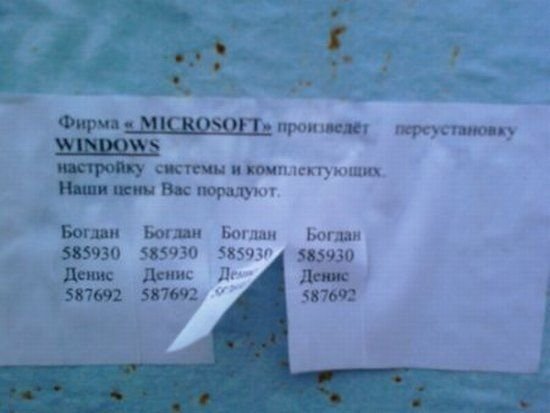 Фирма « MICROSOFT» произведёт переустановку
WINDOWS
настройку системы и комплектующих.
Наши цены Вас порадуют.
Богдан Богдан Богдан Богдан
585930 585930 585930 585930
Денис Денис Денис
587692 587692 587692